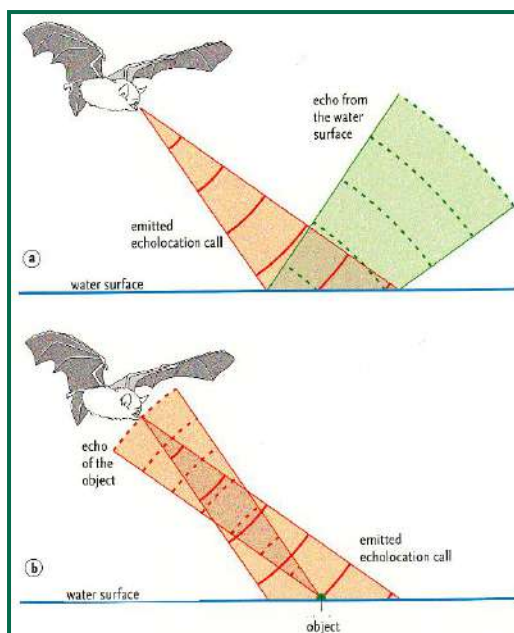 echo from
the water
surface
emitted
echolocation call
a
water surface
echo
of the
object
emitted
echolocation call
b
water surface
object